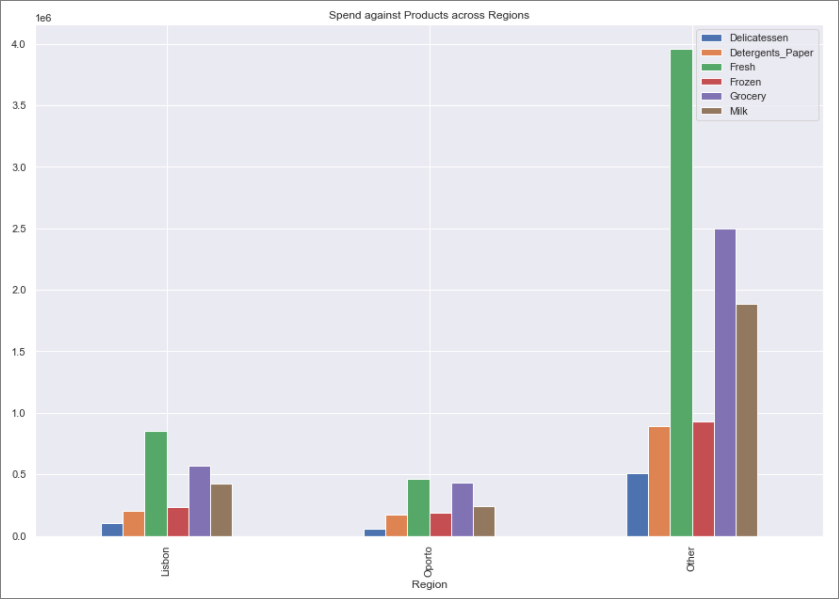 Spend against Products across Regions
1e6
Delicatessen
Detergents_Paper
Fresh
Frozen
Grocery
Milk
4.0
3.5
3.0
2.5
2.0
1.5
1.0
0.5
0.0
Lisbon
Oporto
Other
Region